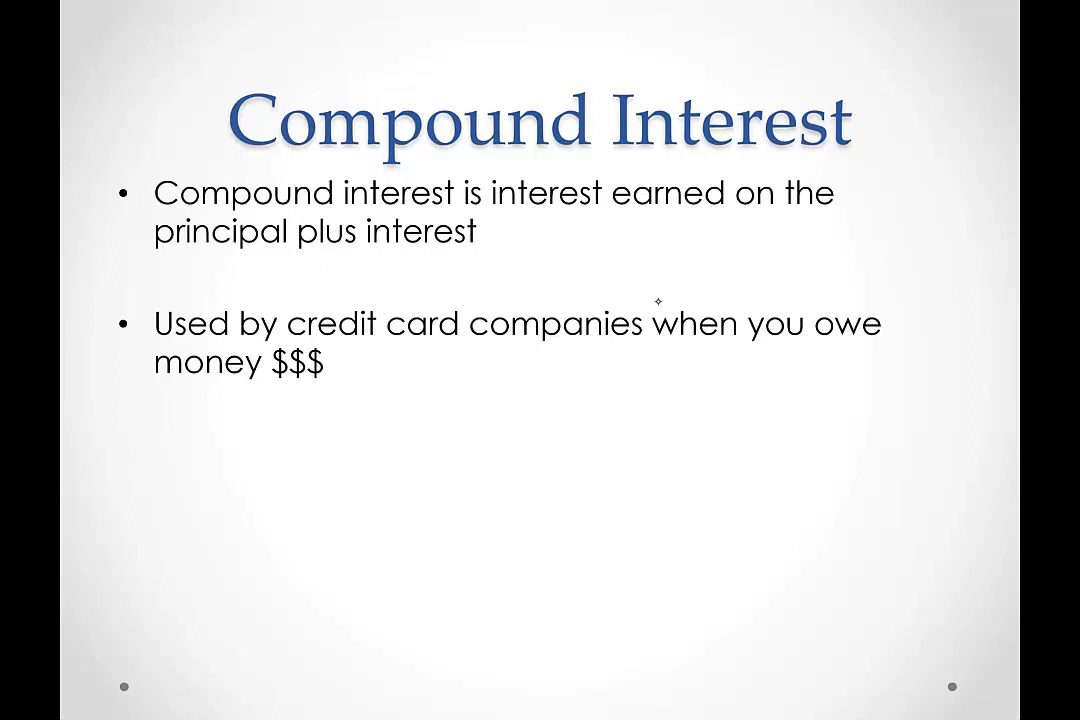 Compound Interest
• Compound interest is interest earned on the
principal plus interest
• Used by credit card companies when you owe
money $$$